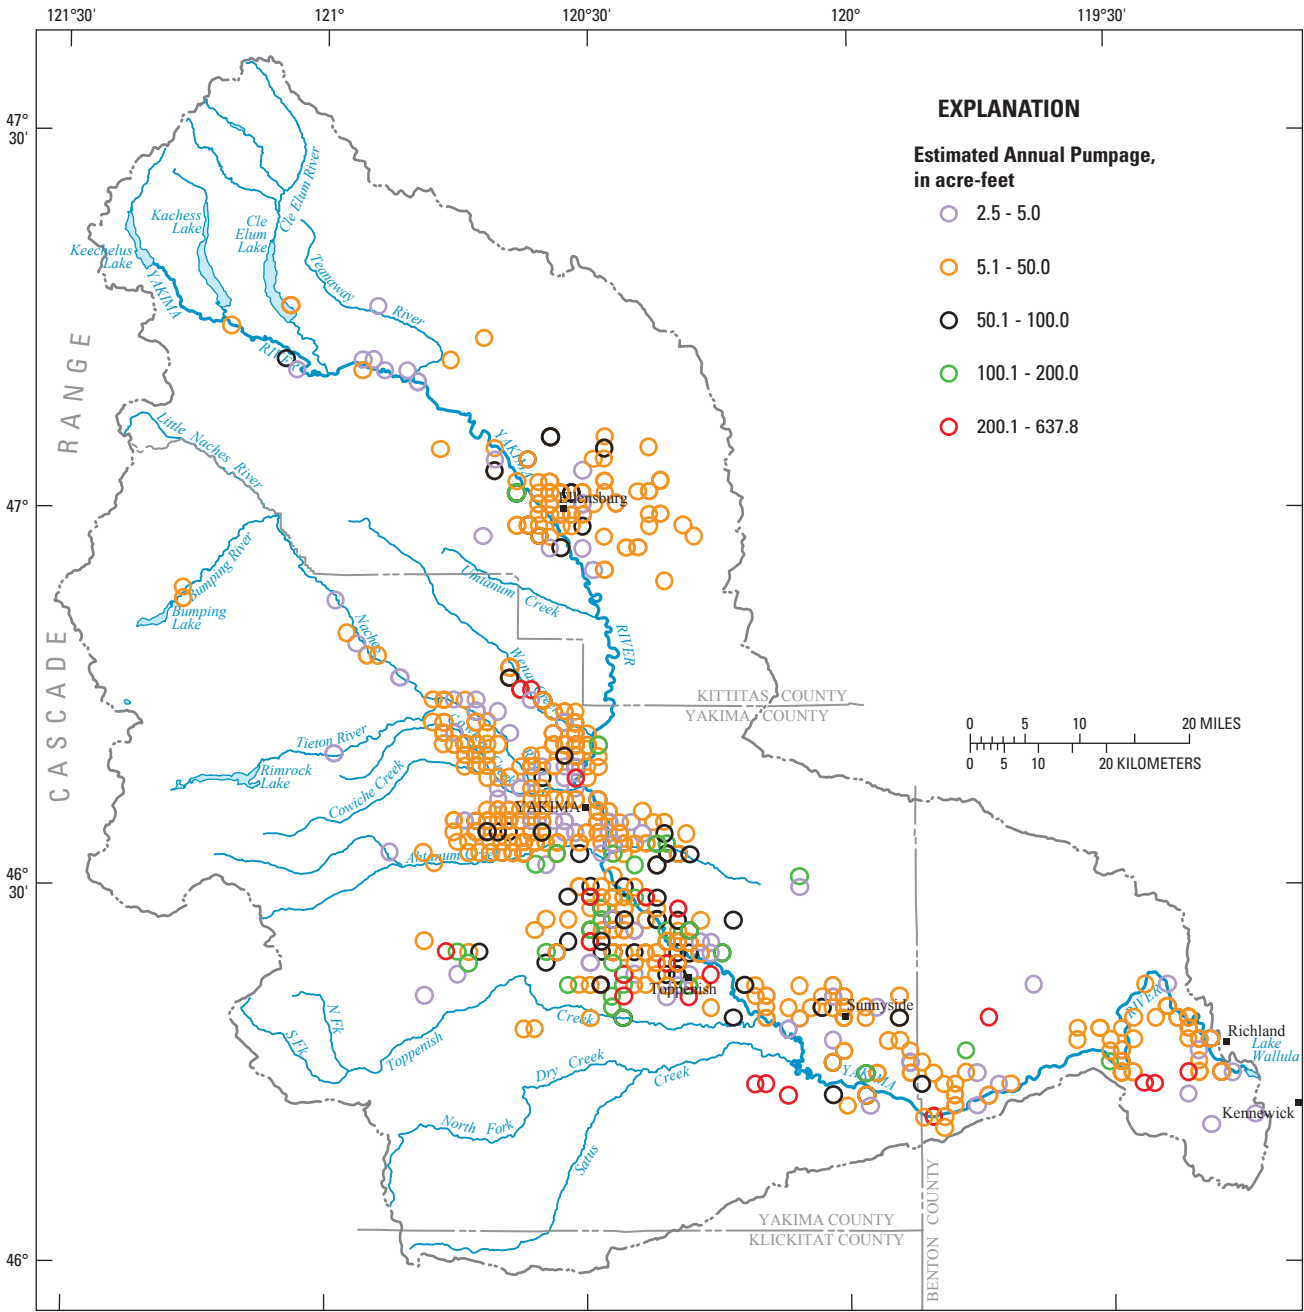 121°30'
121°
120°30'
120°
119°30'
47°
30'
EXPLANATION
Estimated Annual Pumpage,
in acre-feet
2.5 - 5.0
5.1 - 50.0
50.1 - 100.0
100.1 - 200.0
200.1 - 637.8
Cle Elum River
Kachess
Lake
Cle
Elum
Lake
Keechelus
Lake
YAKIMA
RIVER
Teanaway
River
CASCADE RANGE
Little Naches River
YAKIMA
Ellensburg
47°
Bumping River
Bumping
Lake
Umtanum Creek
RIVER
Naches
KITTITAS COUNTY
YAKIMA COUNTY
0 5 10 20 MILES
0 5 10 20 KILOMETERS
Tieton River
Rimrock
Lake
Cowiche Creek
YAKIMA
Ahtanum
46°
30'
Toppenish
Sunnyside
N Fk
S Fk
Toppenish
Creek
Dry Creek
Creek
North Fork
Satus
YAKIMA
RIVER
Richland
Lake
Wallula
Kennewick
YAKIMA COUNTY
KLICKITAT COUNTY
BENTON COUNTY
46°